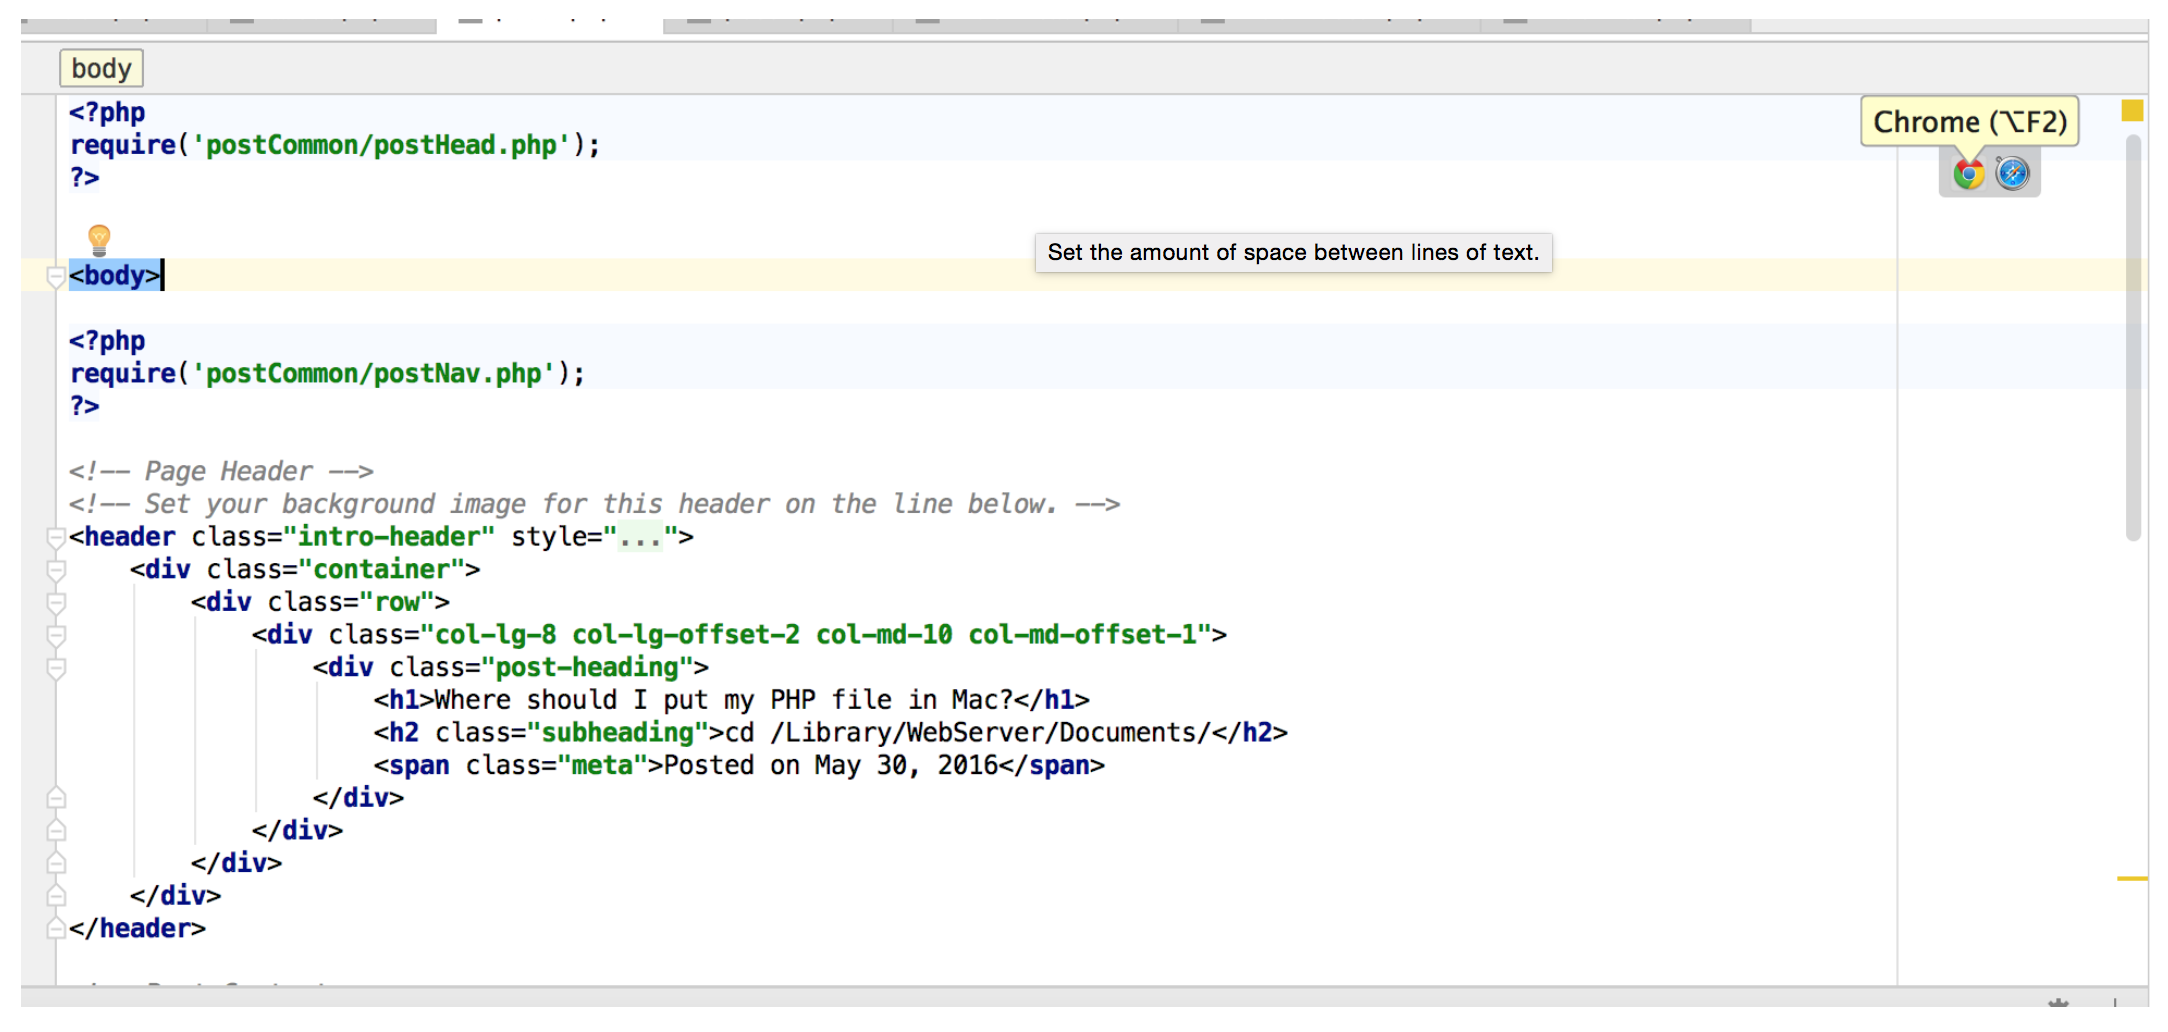 body
<?php
require('postCommon/postHead.php');
?>
Chrome (⌥F2)
Set the amount of space between lines of text.
<body>
<?php
require('postCommon/postNav.php');
?>
<!-- Page Header -->
<!-- Set your background image for this header on the line below. -->
<header class="intro-header" style="...">
<div class="container">
<div class="row">
<div class="col-lg-8 col-lg-offset-2 col-md-10 col-md-offset-1">
<div class="post-heading">
<h1>Where should I put my PHP file in Mac?</h1>
<h2 class="subheading">cd /Library/WebServer/Documents/</h2>
<span class="meta">Posted on May 30, 2016</span>
</div>
</div>
</div>
</div>
</header>